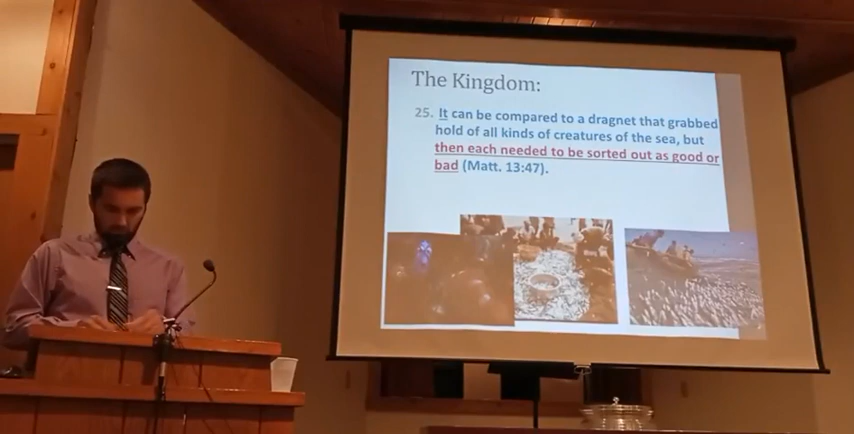 The Kingdom:
25. It can be compared to a dragnet that grabbed
hold of all kinds of creatures of the sea, but
then each needed to be sorted out as good or
bad (Matt. 13:47).